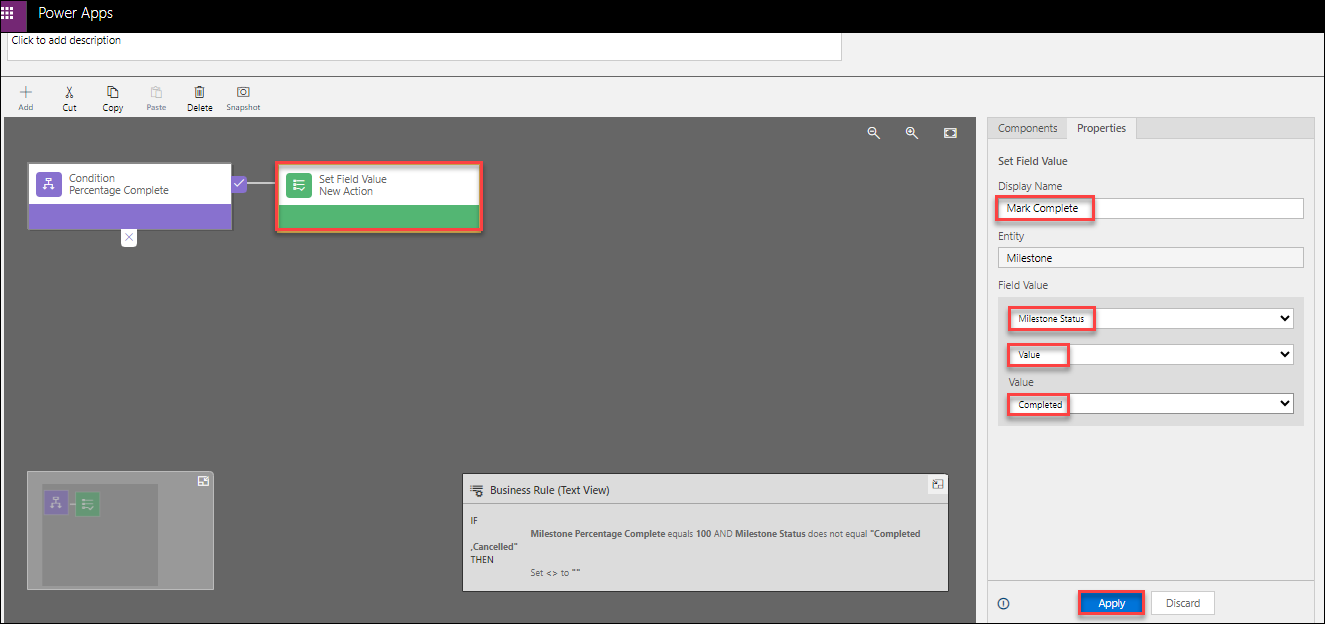 Power Apps
Click to add description
Add
Cut
Copy
Paste
Delete
Snapshot
Condition
Percentage Complete
Set Field Value
New Action
Components
Properties
Set Field Value
Display Name
Mark Complete
Entity
Milestone
Field Value
Milestone Status
Value
Value
Completed
Business Rule (Text View)
IF
Milestone Percentage Complete equals 100 AND Milestone Status does not equal "Completed
,Cancelled"
THEN
Set <> to ""
Apply
Discard